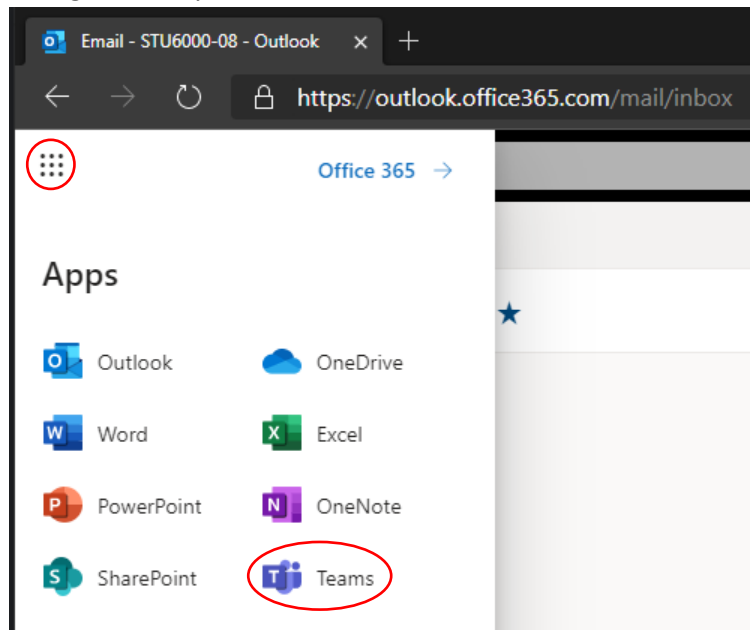 Email - STU6000-08 - Outlook
https://outlook.office365.com/mail/inbox
Office 365 →
Apps
Outlook OneDrive
Word Excel
PowerPoint OneNote
SharePoint Teams